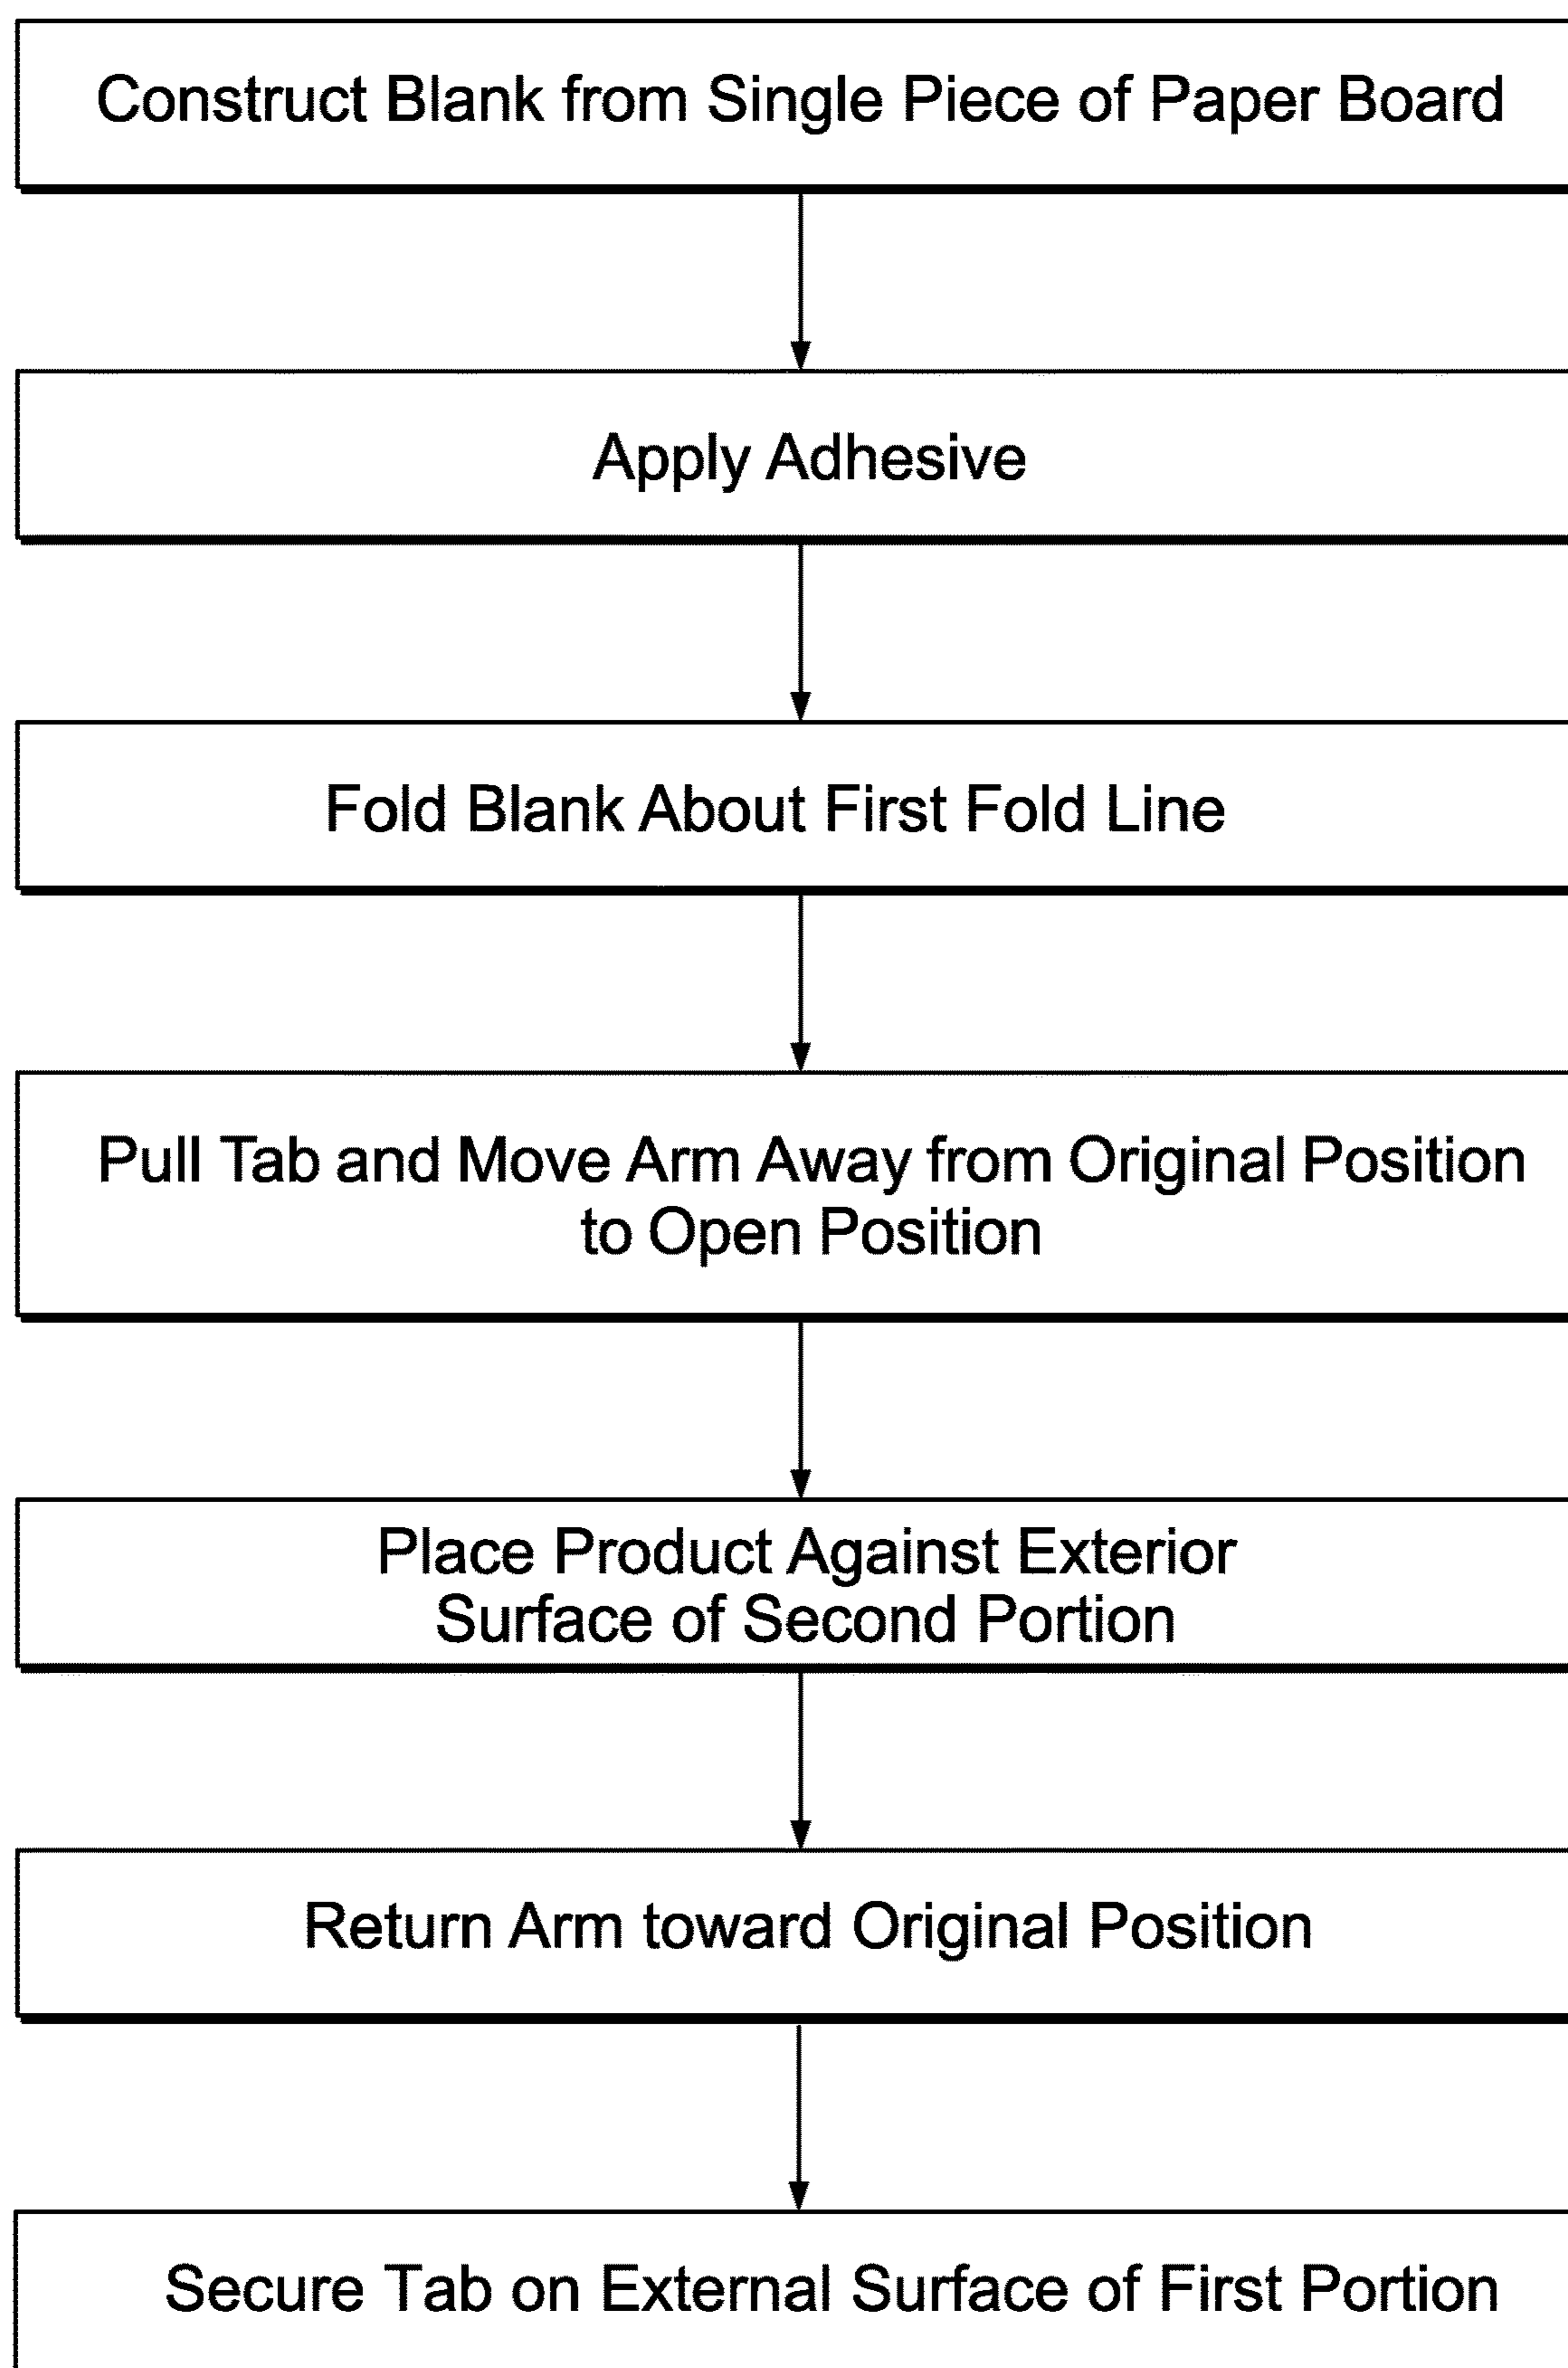 Construct Blank from Single Piece of Paper Board
Apply Adhesive
Fold Blank About First Fold Line
Pull Tab and Move Arm Away from Original Position
to Open Position
Place Product Against Exterior
Surface of Second Portion
Return Arm toward Original Position
Secure Tab on External Surface of First Portion